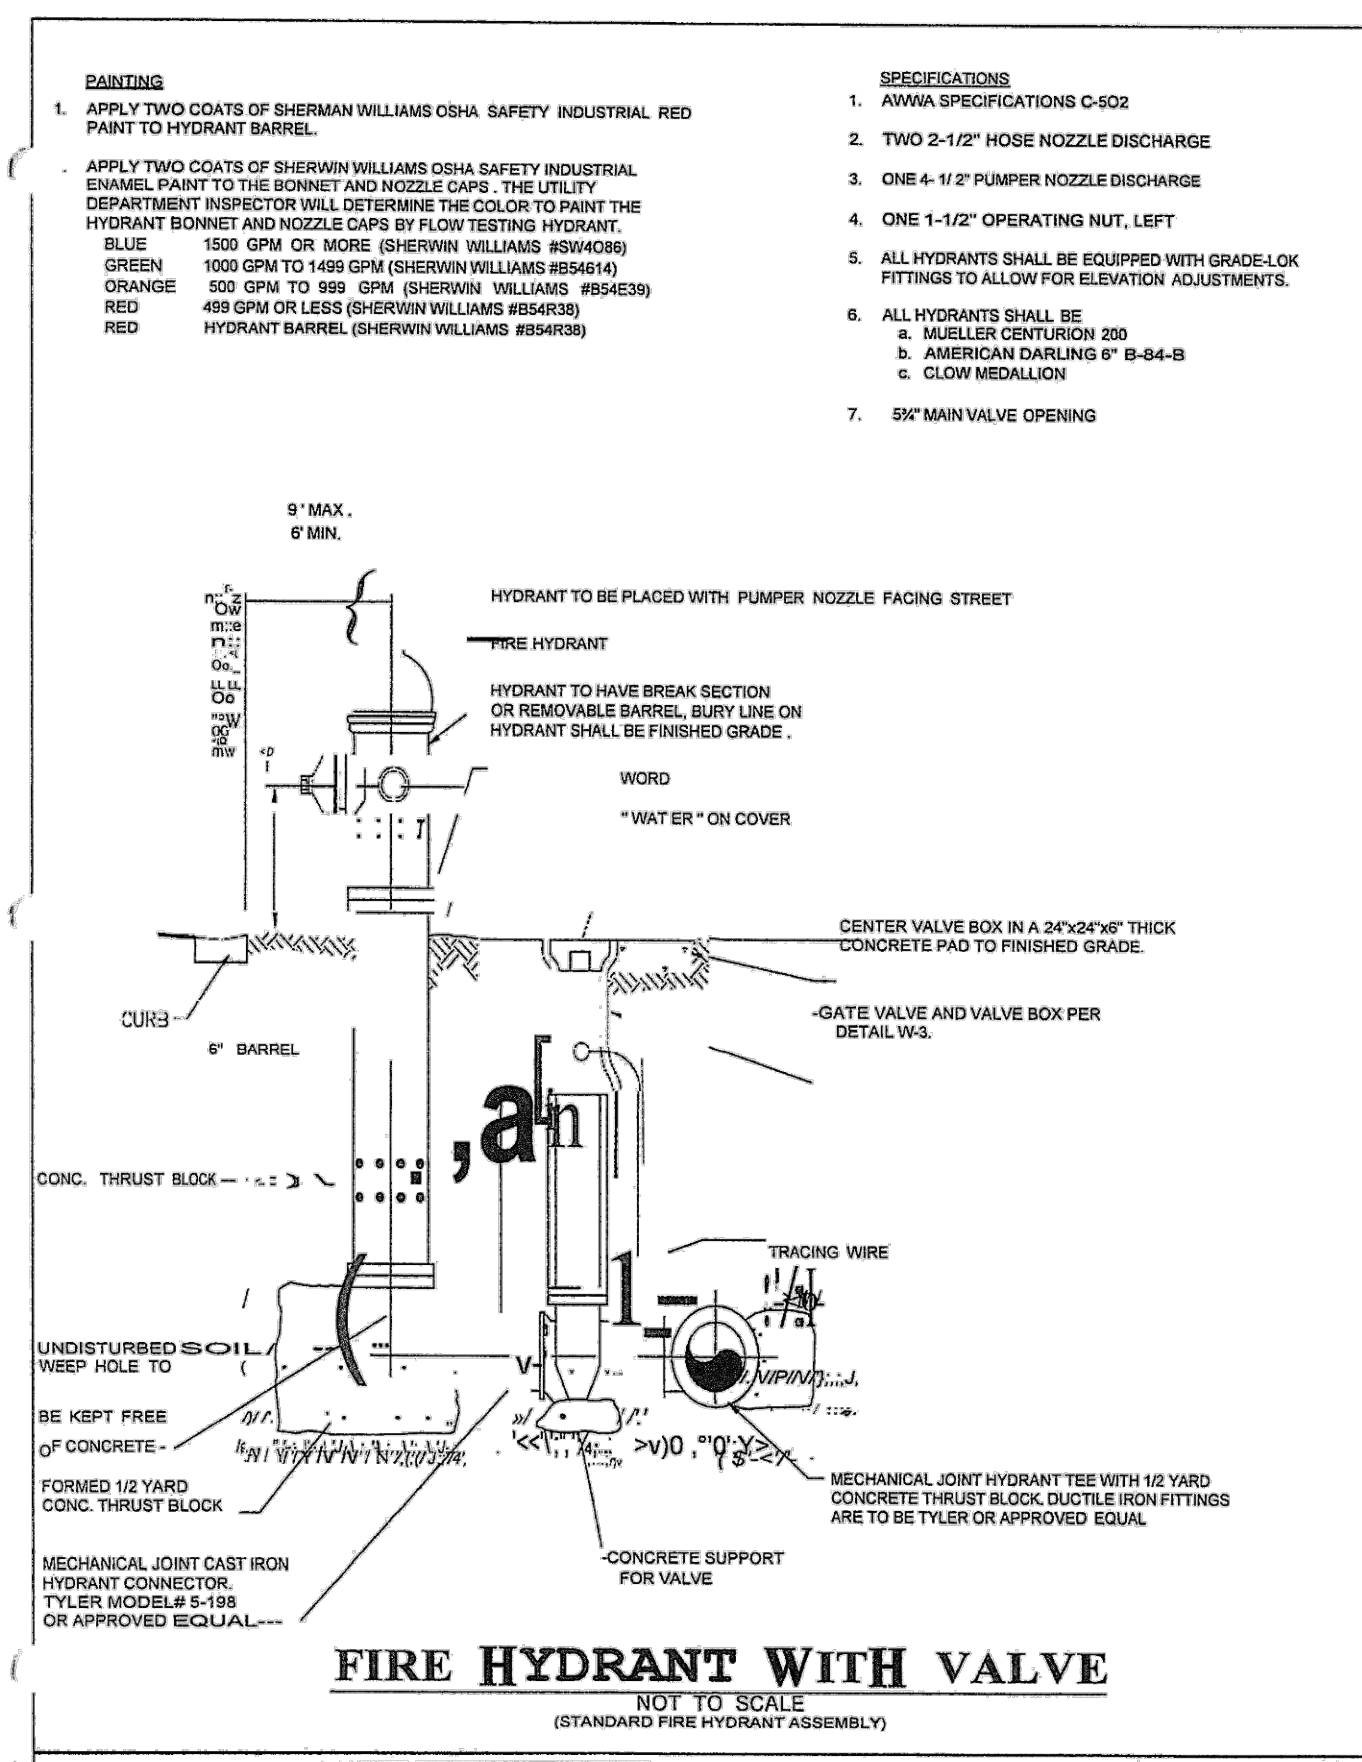 PAINTING
1. APPLY TWO COATS OF SHERMAN WILLIAMS OSHA SAFETY INDUSTRIAL RED
PAINT TO HYDRANT BARREL.
. APPLY TWO COATS OF SHERWIN WILLIAMS OSHA SAFETY INDUSTRIAL
ENAMEL PAINT TO THE BONNET AND NOZZLE CAPS . THE UTILITY
DEPARTMENT INSPECTOR WILL DETERMINE THE COLOR TO PAINT THE
HYDRANT BONNET AND NOZZLE CAPS BY FLOW TESTING HYDRANT.
BLUE 1500 GPM OR MORE (SHERWIN WILLIAMS #SW4O86)
GREEN 1000 GPM TO 1499 GPM (SHERWIN WILLIAMS #B54614)
ORANGE 500 GPM TO 999 GPM (SHERWIN WILLIAMS #B54E39)
RED 499 GPM OR LESS (SHERWIN WILLIAMS #B54R38)
RED HYDRANT BARREL (SHERWIN WILLIAMS #B54R38)
SPECIFICATIONS
1. AWWA SPECIFICATIONS C-5O2
2. TWO 2-1/2" HOSE NOZZLE DISCHARGE
3. ONE 4- 1/ 2" PUMPER NOZZLE DISCHARGE
4. ONE 1-1/2" OPERATING NUT, LEFT
5. ALL HYDRANTS SHALL BE EQUIPPED WITH GRADE-LOK
FITTINGS TO ALLOW FOR ELEVATION ADJUSTMENTS.
6. ALL HYDRANTS SHALL BE
a. MUELLER CENTURION 200
b. AMERICAN DARLING 6" B-84-B
c. CLOW MEDALLION
7. 5¾" MAIN VALVE OPENING
9 ' MAX .
6' MIN.
HYDRANT TO BE PLACED WITH PUMPER NOZZLE FACING STREET
FIRE HYDRANT
HYDRANT TO HAVE BREAK SECTION
OR REMOVABLE BARREL, BURY LINE ON
HYDRANT SHALL BE FINISHED GRADE .
WORD
"WAT ER" ON COVER
CENTER VALVE BOX IN A 24"x24"x6" THICK
CONCRETE PAD TO FINISHED GRADE.
CURB
-GATE VALVE AND VALVE BOX PER
DETAIL W-3.
6" BARREL
CONC. THRUST BLOCK
TRACING WIRE
UNDISTURBED SOIL
WEEP HOLE TO
BE KEPT FREE
OF CONCRETE -
FORMED 1/2 YARD
CONC. THRUST BLOCK
MECHANICAL JOINT HYDRANT TEE WITH 1/2 YARD
CONCRETE THRUST BLOCK. DUCTILE IRON FITTINGS
ARE TO BE TYLER OR APPROVED EQUAL
-CONCRETE SUPPORT
FOR VALVE
MECHANICAL JOINT CAST IRON
HYDRANT CONNECTOR.
TYLER MODEL# 5-198
OR APPROVED EQUAL---
FIRE HYDRANT WITH VALVE
NOT TO SCALE
(STANDARD FIRE HYDRANT ASSEMBLY)